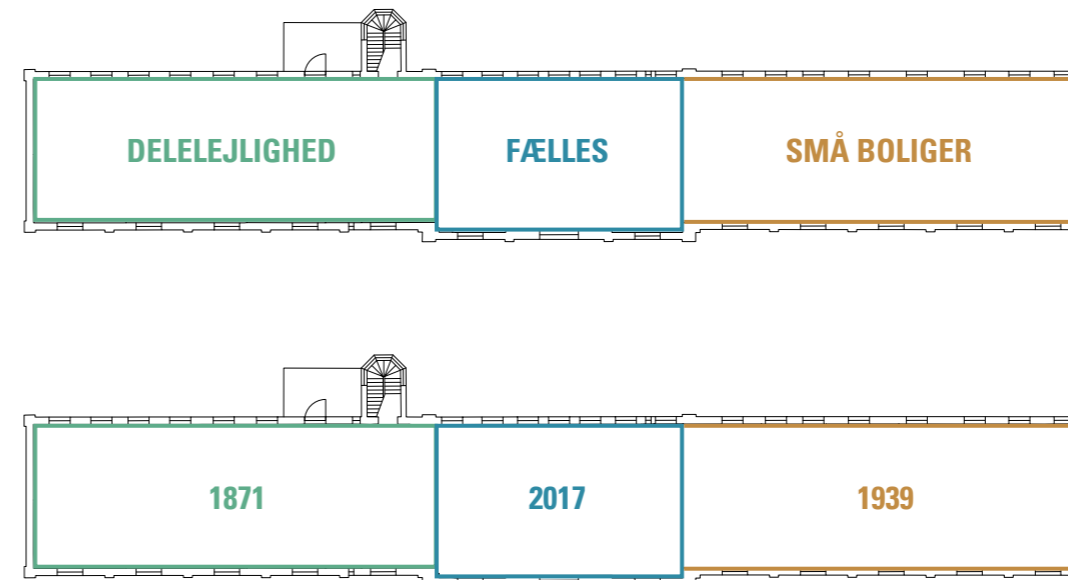 DELELEJLIGHED
FÆLLES
SMÅ BOLIGER
1871
2017
1939